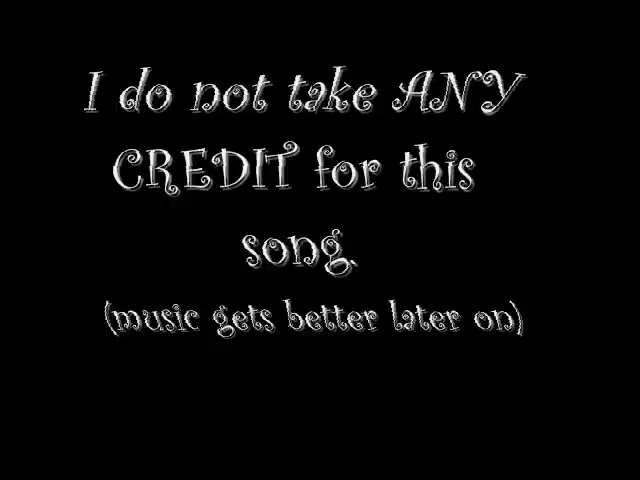 I do not take ANY
CREDIT for this
song.
(music gets better later on)